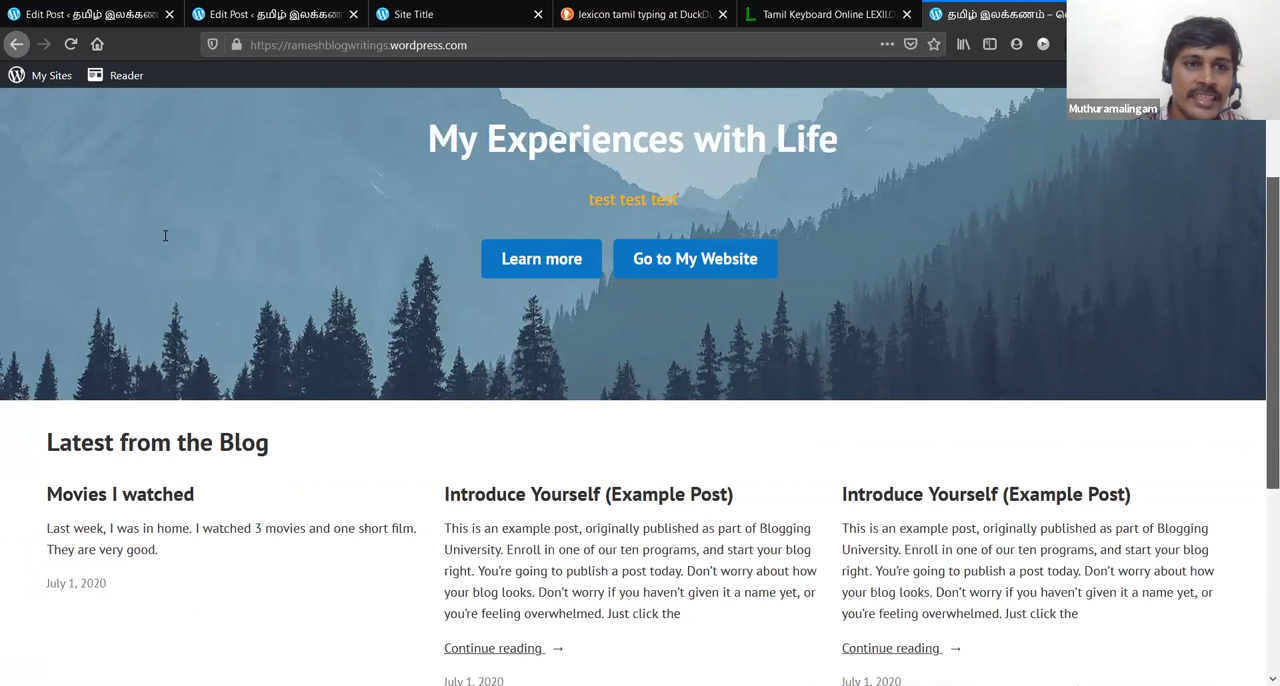 Edit Post ‹ தமிழ் இலக்கண
Edit Post ‹ தமிழ் இலக்கண
Site Title
lexicon tamil typing at DuckDu
Tamil Keyboard Online LEXILO
தமிழ் இலக்கணம் –
https://rameshblogwritings.wordpress.com
My Sites
Reader
Muthuramalingam
My Experiences with Life
test test test
Learn more
Go to My Website
Latest from the Blog
Movies I watched
Last week, I was in home. I watched 3 movies and one short film.
They are very good.
July 1, 2020
Introduce Yourself (Example Post)
This is an example post, originally published as part of Blogging
University. Enroll in one of our ten programs, and start your blog
right. You’re going to publish a post today. Don’t worry about how
your blog looks. Don’t worry if you haven’t given it a name yet, or
you’re feeling overwhelmed. Just click the
Continue reading →
July 1, 2020
Introduce Yourself (Example Post)
This is an example post, originally published as part of Blogging
University. Enroll in one of our ten programs, and start your blog
right. You’re going to publish a post today. Don’t worry about how
your blog looks. Don’t worry if you haven’t given it a name yet, or
you’re feeling overwhelmed. Just click the
Continue reading →
July 1, 2020